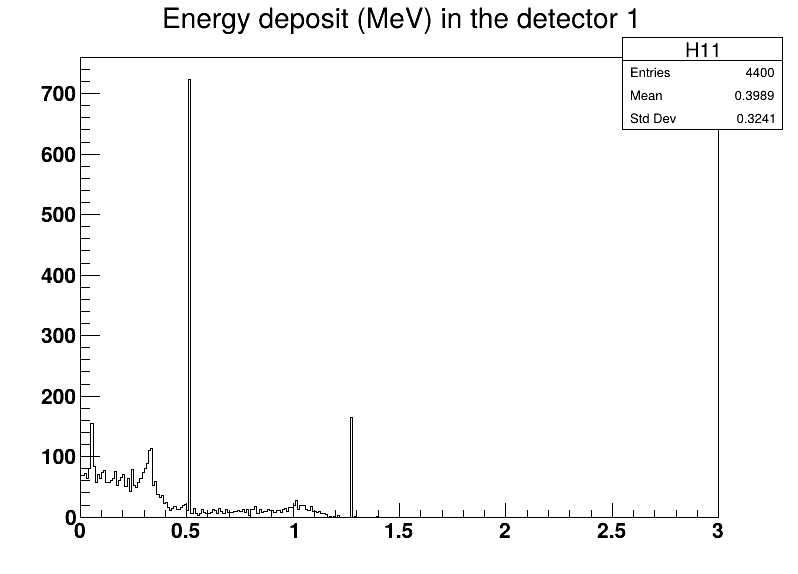 Energy deposit (MeV) in the detector 1
H11
Entries 4400
Mean 0.3989
Std Dev 0.3241
700
600
500
400
300
200
100
0
0 0.5 1 1.5 2 2.5 3